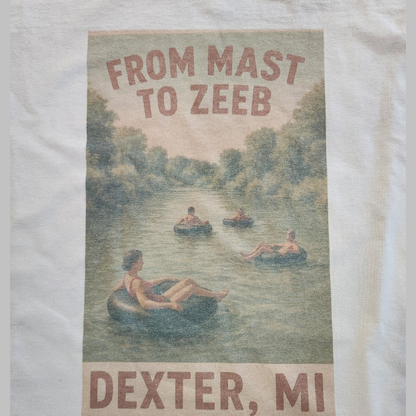 FROM MAST
TO ZEEB
DEXTER, MI